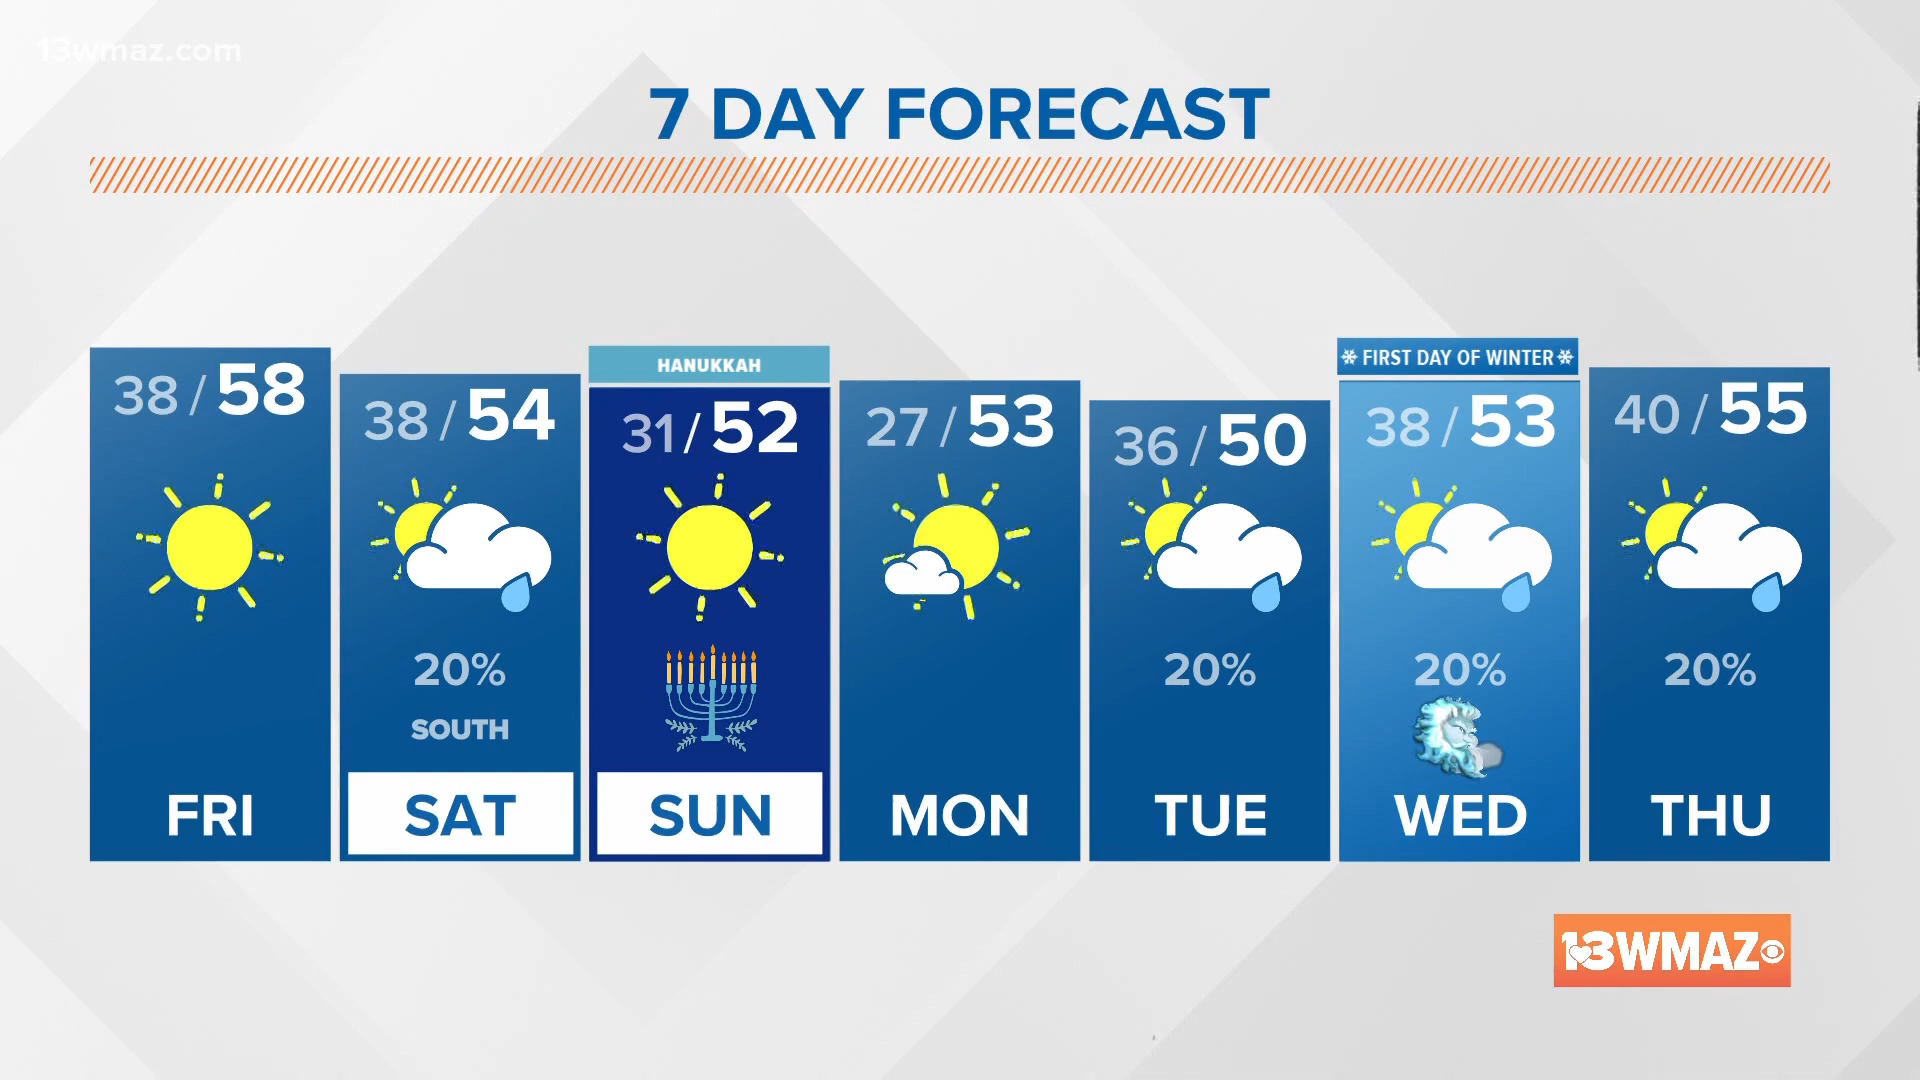 13wmaz.com
7 DAY FORECAST
38 / 58
FRI
38 / 54
20%
SOUTH
SAT
HANUKKAH
31 / 52
SUN
27 / 53
MON
36 / 50
20%
TUE
FIRST DAY OF WINTER
38 / 53
20%
WED
40 / 55
20%
THU
13WMAZ